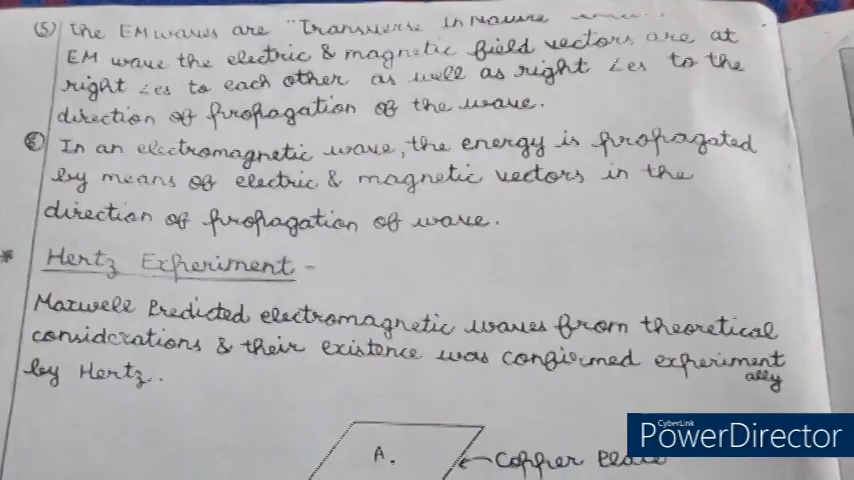 (5) The EM waves are "Transverse in Nature
EM wave the electric & magnetic field vectors are at
right ∠es to each other as well as right ∠es to the
direction of propagation of the wave.
(6) In an electromagnetic wave, the energy is propagated
by means of electric & magnetic vectors in the
direction of propagation of wave.
* Hertz Experiment -
Maxwell Predicted electromagnetic waves from theoretical
considerations & their existence was confirmed experiment
ally
by Hertz.
A.
Copper Plate
CyberLink
PowerDirector